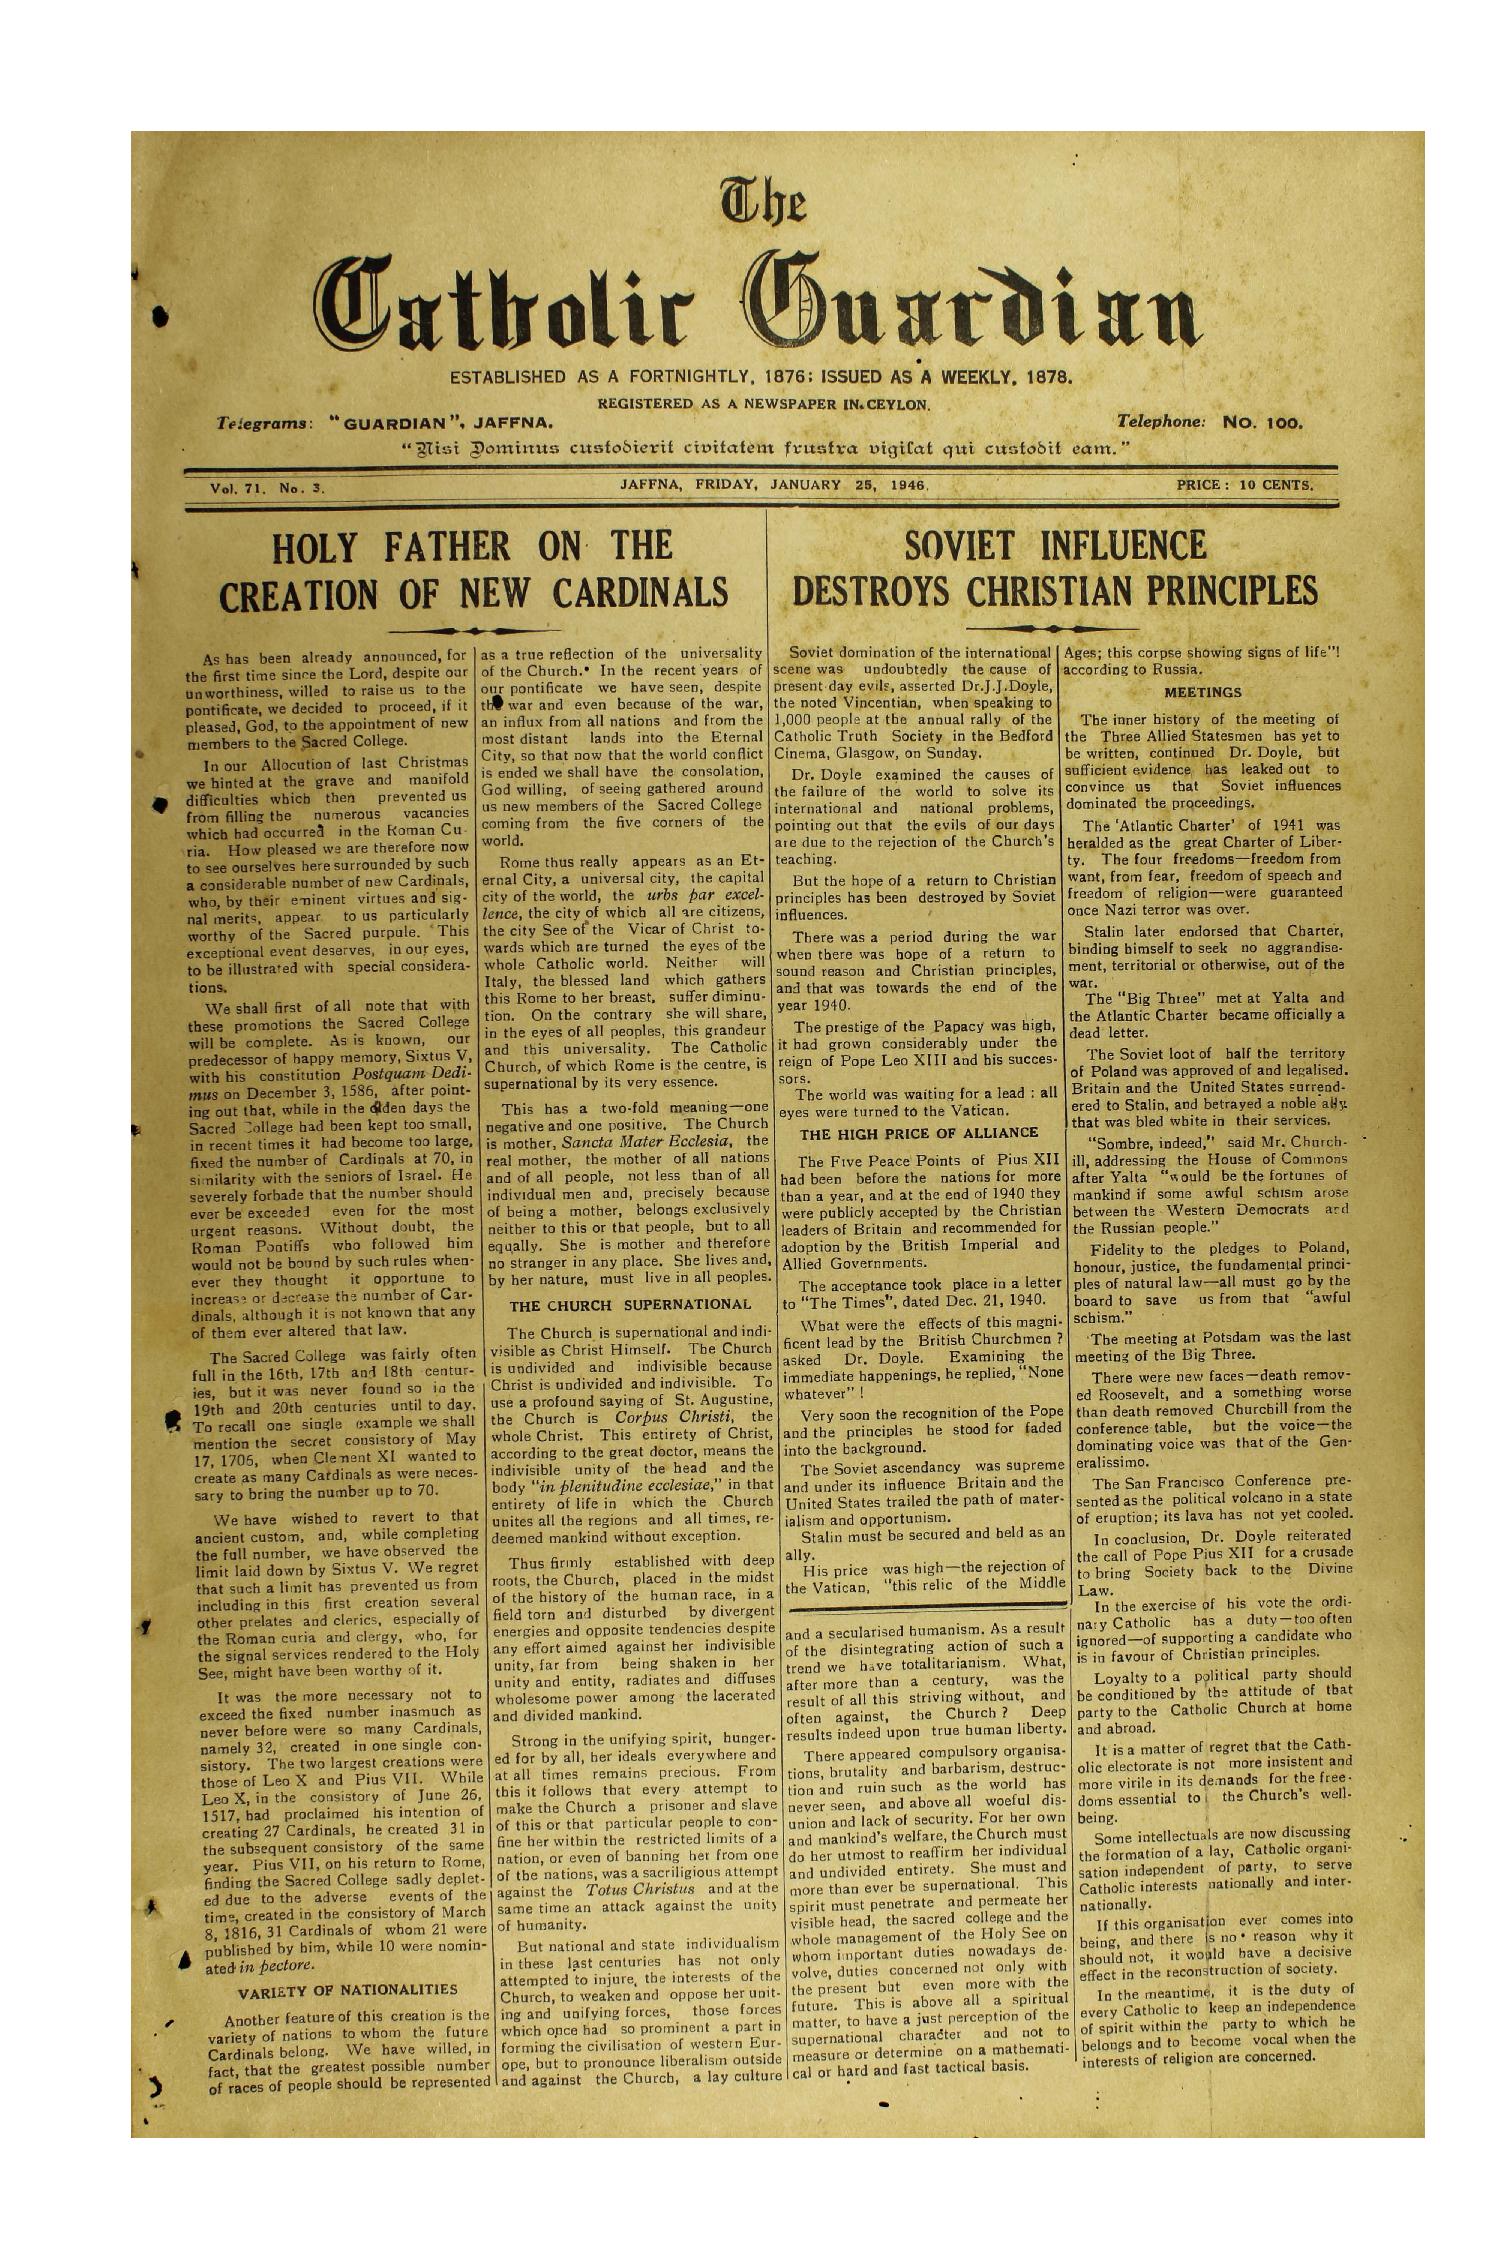 The
Catholic Guardian
ESTABLISHED AS A FORTNIGHTLY, 1876; ISSUED AS A WEEKLY, 1878.
REGISTERED AS A NEWSPAPER IN CEYLON.
Telegrams: "GUARDIAN", JAFFNA.
Telephone: NO. 100.
"Nisi Dominus custodierit civitatem frustra vigilat qui custodit eam."
Vol. 71. No. 3.
JAFFNA, FRIDAY, JANUARY 25, 1946.
PRICE: 10 CENTS.
HOLY FATHER ON THE
CREATION OF NEW CARDINALS
As has been already announced, for
the first time since the Lord, despite our
unworthiness, willed to raise us to the
pontificate, we decided to proceed, if it
pleased, God, to the appointment of new
members to the Sacred College.
In our Allocution of last Christmas
we hinted at the grave and manifold
difficulties which then prevented us
from filling the numerous vacancies
which had occurred in the Roman Cu-
ria. How pleased we are therefore now
to see ourselves here surrounded by such
a considerable number of new Cardinals,
who, by their eminent virtues and sig-
nal merits, appear to us particularly
worthy of the Sacred purpule. This
exceptional event deserves, in our eyes,
to be illustrated with special considera-
tions.
We shall first of all note that with
these promotions the Sacred College
will be complete. As is known, our
predecessor of happy memory, Sixtus V,
with his constitution Postquam Dedi-
mus on December 3, 1586, after point-
ing out that, while in the olden days the
Sacred College had been kept too small,
in recent times it had become too large,
fixed the number of Cardinals at 70, in
similarity with the seniors of Israel. He
severely forbade that the number should
ever be exceeded even for the most
urgent reasons. Without doubt, the
Roman Pontiffs who followed him
would not be bound by such rules when-
ever they thought it opportune to
increase or decrease the number of Car-
dinals, although it is not known that any
of them ever altered that law.
The Sacred College was fairly often
full in the 16th, 17th and 18th centur-
ies, but it was never found so in the
19th and 20th centuries until to day.
To recall one single example we shall
mention the secret consistory of May
17, 1706, when Clement XI wanted to
create as many Cardinals as were neces-
sary to bring the number up to 70.
We have wished to revert to that
ancient custom, and, while completing
the full number, we have observed the
limit laid down by Sixtus V. We regret
that such a limit has prevented us from
including in this first creation several
other prelates and clerics, especially of
the Roman curia and clergy, who, for
the signal services rendered to the Holy
See, might have been worthy of it.
It was the more necessary not to
exceed the fixed number inasmuch as
never before were so many Cardinals,
namely 32, created in one single con-
sistory. The two largest creations were
those of Leo X and Pius VII. While
Leo X, in the consistory of June 26,
1517, had proclaimed his intention of
creating 27 Cardinals, he created 31 in
the subsequent consistory of the same
year. Pius VII, on his return to Rome,
finding the Sacred College sadly deplet-
ed due to the adverse events of the
time, created in the consistory of March
8, 1816, 31 Cardinals of whom 21 were
published by him, while 10 were nomin-
ated in pectore.
VARIETY OF NATIONALITIES
Another feature of this creation is the
variety of nations to whom the future
Cardinals belong. We have willed, in
fact, that the greatest possible number
of races of people should be represented
as a true reflection of the universality
of the Church. In the recent years of
our pontificate we have seen, despite
the war and even because of the war,
an influx from all nations and from the
most distant lands into the Eternal
City, so that now that the world conflict
is ended we shall have the consolation,
God willing, of seeing gathered around
us new members of the Sacred College
coming from the five corners of the
world.
Rome thus really appears as an Et-
ernal City, a universal city, the capital
city of the world, the urbs par excel-
lence, the city of which all are citizens,
the city See of the Vicar of Christ to-
wards which are turned the eyes of the
whole Catholic world. Neither will
Italy, the blessed land which gathers
this Rome to her breast, suffer diminu-
tion. On the contrary she will share,
in the eyes of all peoples, this grandeur
and this universality. The Catholic
Church, of which Rome is the centre, is
supernational by its very essence.
This has a two-fold meaning—one
negative and one positive. The Church
is mother, Sancta Mater Ecclesia, the
real mother, the mother of all nations
and of all people, not less than of all
individual men and, precisely because
of being a mother, belongs exclusively
neither to this or that people, but to all
equally. She is mother and therefore
no stranger in any place. She lives and,
by her nature, must live in all peoples.
THE CHURCH SUPERNATIONAL
The Church is supernational and indi-
visible as Christ Himself. The Church
is undivided and indivisible because
Christ is undivided and indivisible. To
use a profound saying of St. Augustine,
the Church is Corpus Christi, the
whole Christ. This entirety of Christ,
according to the great doctor, means the
indivisible unity of the head and the
body "in plenitudine ecclesiae," in that
entirety of life in which the Church
unites all the regions and all times, re-
deemed mankind without exception.
Thus firmly established with deep
roots, the Church, placed in the midst
of the history of the human race, in a
field torn and disturbed by divergent
energies and opposite tendencies despite
any effort aimed against her indivisible
unity, far from being shaken in her
unity and entity, radiates and diffuses
wholesome power among the lacerated
and divided mankind.
Strong in the unifying spirit, hunger-
ed for by all, her ideals everywhere and
at all times remains precious. From
this it follows that every attempt to
make the Church a prisoner and slave
of this or that particular people to con-
fine her within the restricted limits of a
nation, or even of banning her from one
of the nations, was a sacriligious attempt
against the Totus Christus and at the
same time an attack against the unity
of humanity.
But national and state individualism
in these last centuries has not only
attempted to injure, the interests of the
Church, to weaken and oppose her unit-
ing and unifying forces, those forces
which once had so prominent a part in
forming the civilisation of western Eur-
ope, but to pronounce liberalism outside
and against the Church, a lay culture
and a secularised humanism. As a result
of the disintegrating action of such a
trend we have totalitarianism. What,
after more than a century, was the
result of all this striving without, and
often against, the Church? Deep
results indeed upon true human liberty.
There appeared compulsory organisa-
tions, brutality and barbarism, destruc-
tion and ruin such as the world has
never seen, and above all woeful dis-
union and lack of security. For her own
and mankind's welfare, the Church must
do her utmost to reaffirm her individual
and undivided entirety. She must and
more than ever be supernational. This
spirit must penetrate and permeate her
visible head, the sacred college and the
whole management of the Holy See on
whom important duties nowadays de-
volve, duties concerned not only with
the present but even more with the
future. This is above all a spiritual
matter, to have a just perception of the
supernational character and not to
measure or determine on a mathemati-
cal or hard and fast tactical basis.
SOVIET INFLUENCE
DESTROYS CHRISTIAN PRINCIPLES
Soviet domination of the international
scene was undoubtedly the cause of
present day evils, asserted Dr.J.J.Doyle,
the noted Vincentian, when speaking to
1,000 people at the annual rally of the
Catholic Truth Society in the Bedford
Cinema, Glasgow, on Sunday.
Dr. Doyle examined the causes of
the failure of the world to solve its
international and national problems,
pointing out that the evils of our days
are due to the rejection of the Church's
teaching.
But the hope of a return to Christian
principles has been destroyed by Soviet
influences.
There was a period during the war
when there was hope of a return to
sound reason and Christian principles,
and that was towards the end of the
year 1940.
The prestige of the Papacy was high,
it had grown considerably under the
reign of Pope Leo XIII and his succes-
sors.
The world was waiting for a lead : all
eyes were turned to the Vatican.
THE HIGH PRICE OF ALLIANCE
The Five Peace Points of Pius XII
had been before the nations for more
than a year, and at the end of 1940 they
were publicly accepted by the Christian
leaders of Britain and recommended for
adoption by the British Imperial and
Allied Governments.
The acceptance took place in a letter
to "The Times", dated Dec. 21, 1940.
What were the effects of this magni-
ficent lead by the British Churchmen ?
asked Dr. Doyle. Examining the
immediate happenings, he replied, "None
whatever" !
Very soon the recognition of the Pope
and the principles he stood for faded
into the background.
The Soviet ascendancy was supreme
and under its influence Britain and the
United States trailed the path of mater-
ialism and opportunism.
Stalin must be secured and held as an
ally.
His price was high—the rejection of
the Vatican, "this relic of the Middle
Ages; this corpse showing signs of life"!
according to Russia.
MEETINGS
The inner history of the meeting of
the Three Allied Statesmen has yet to
be written, continued Dr. Doyle, but
sufficient evidence has leaked out to
convince us that Soviet influences
dominated the proceedings.
The 'Atlantic Charter' of 1941 was
heralded as the great Charter of Liber-
ty. The four freedoms—freedom from
want, from fear, freedom of speech and
freedom of religion—were guaranteed
once Nazi terror was over.
Stalin later endorsed that Charter,
binding himself to seek no aggrandise-
ment, territorial or otherwise, out of the
war.
The "Big Three" met at Yalta and
the Atlantic Charter became officially a
dead letter.
The Soviet loot of half the territory
of Poland was approved of and legalised.
Britain and the United States surrend-
ered to Stalin, and betrayed a noble ally
that was bled white in their services.
"Sombre, indeed," said Mr. Church-
ill, addressing the House of Commons
after Yalta "would be the fortunes of
mankind if some awful schism arose
between the Western Democrats and
the Russian people."
Fidelity to the pledges to Poland,
honour, justice, the fundamental princi-
ples of natural law—all must go by the
board to save us from that "awful
schism."
The meeting at Potsdam was the last
meeting of the Big Three.
There were new faces—death remov-
ed Roosevelt, and a something worse
than death removed Churchill from the
conference table, but the voice—the
dominating voice was that of the Gen-
eralissimo.
The San Francisco Conference pre-
sented as the political volcano in a state
of eruption; its lava has not yet cooled.
In conclusion, Dr. Doyle reiterated
the call of Pope Pius XII for a crusade
to bring Society back to the Divine
Law.
In the exercise of his vote the ordi-
nary Catholic has a duty—too often
ignored—of supporting a candidate who
is in favour of Christian principles.
Loyalty to a political party should
be conditioned by the attitude of that
party to the Catholic Church at home
and abroad.
It is a matter of regret that the Cath-
olic electorate is not more insistent and
more virile in its demands for the free-
doms essential to the Church's well-
being.
Some intellectuals are now discussing
the formation of a lay, Catholic organi-
sation independent of party, to serve
Catholic interests nationally and inter-
nationally.
If this organisation ever comes into
being, and there is no reason why it
should not, it would have a decisive
effect in the reconstruction of society.
In the meantime, it is the duty of
every Catholic to keep an independence
of spirit within the party to which he
belongs and to become vocal when the
interests of religion are concerned.